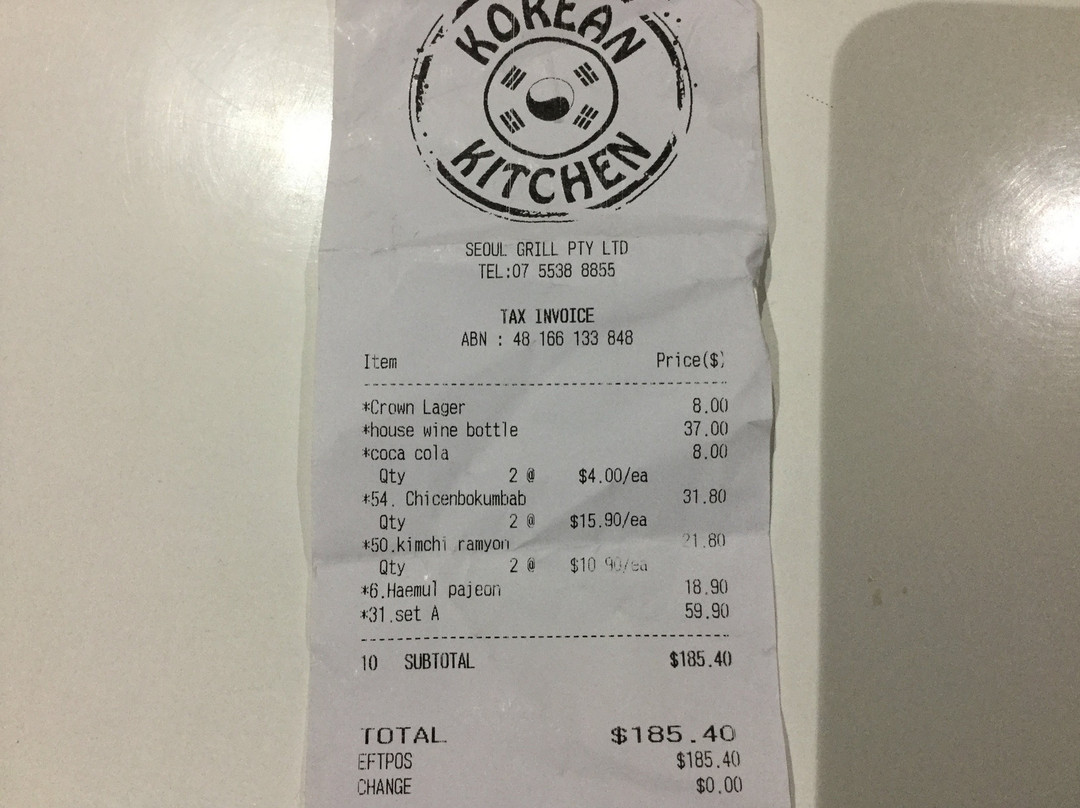 KOREAN
KITCHEN
SEOUL GRILL PTY LTD
TEL:07 5538 8855
TAX INVOICE
ABN : 48 166 133 848
Item Price($)
*Crown Lager 8.00
*house wine bottle 37.00
*coca cola 8.00
Qty 2 @ $4.00/ea
*54. Chicenbokumbab 31.80
Qty 2 @ $15.90/ea
*50.kimchi ramyon 21.80
Qty 2 @ $10.90/ea
*6.Haemul pajeon 18.90
*31.set A 59.90
10 SUBTOTAL $185.40
TOTAL $185.40
EFTPOS $185.40
CHANGE $0.00